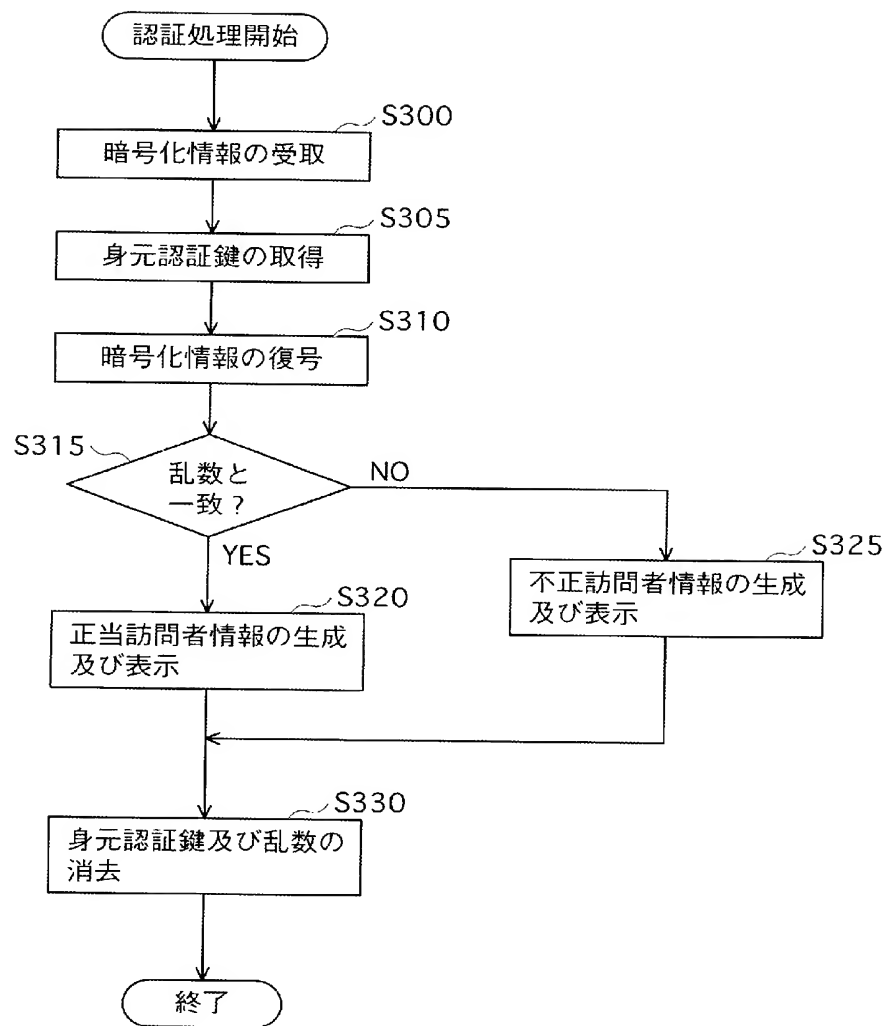 認証処理開始
S300
暗号化情報の受取
S305
身元認証鍵の取得
S310
暗号化情報の復号
S315
乱数と
一致?
NO
YES
S325
不正訪問者情報の生成
及び表示
S320
正当訪問者情報の生成
及び表示
S330
身元認証鍵及び乱数の
消去
終了